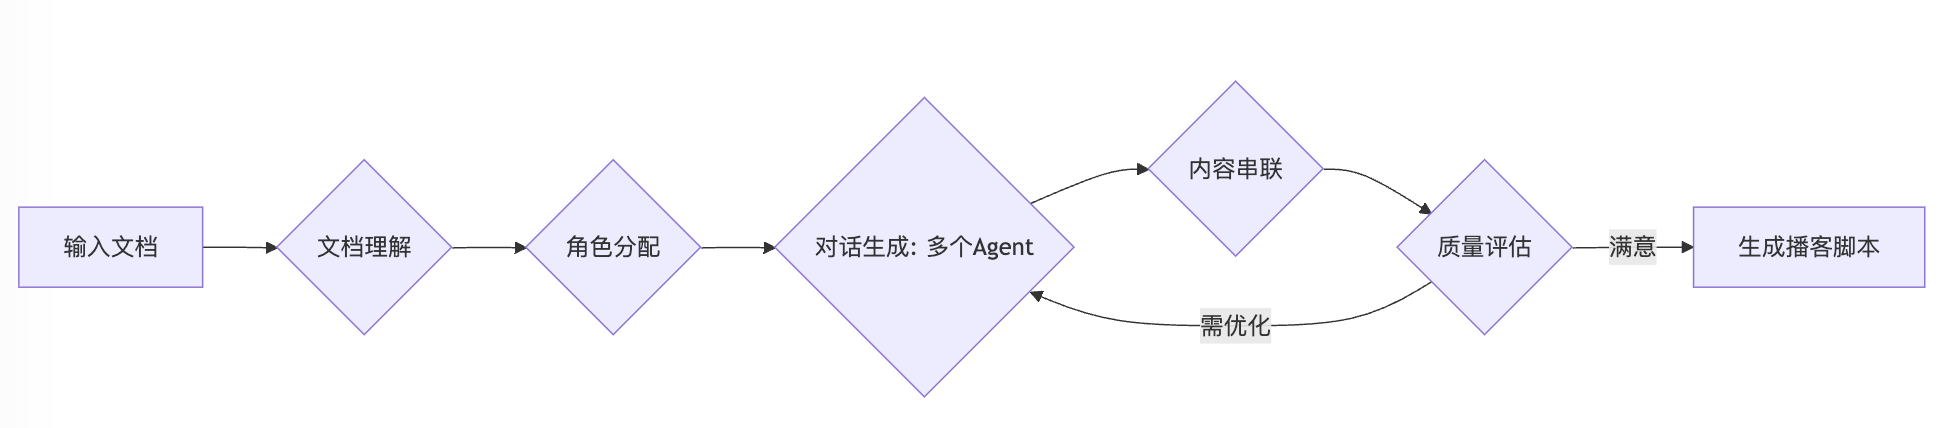 输入文档
文档理解
角色分配
对话生成: 多个Agent
内容串联
质量评估
满意
生成播客脚本
需优化